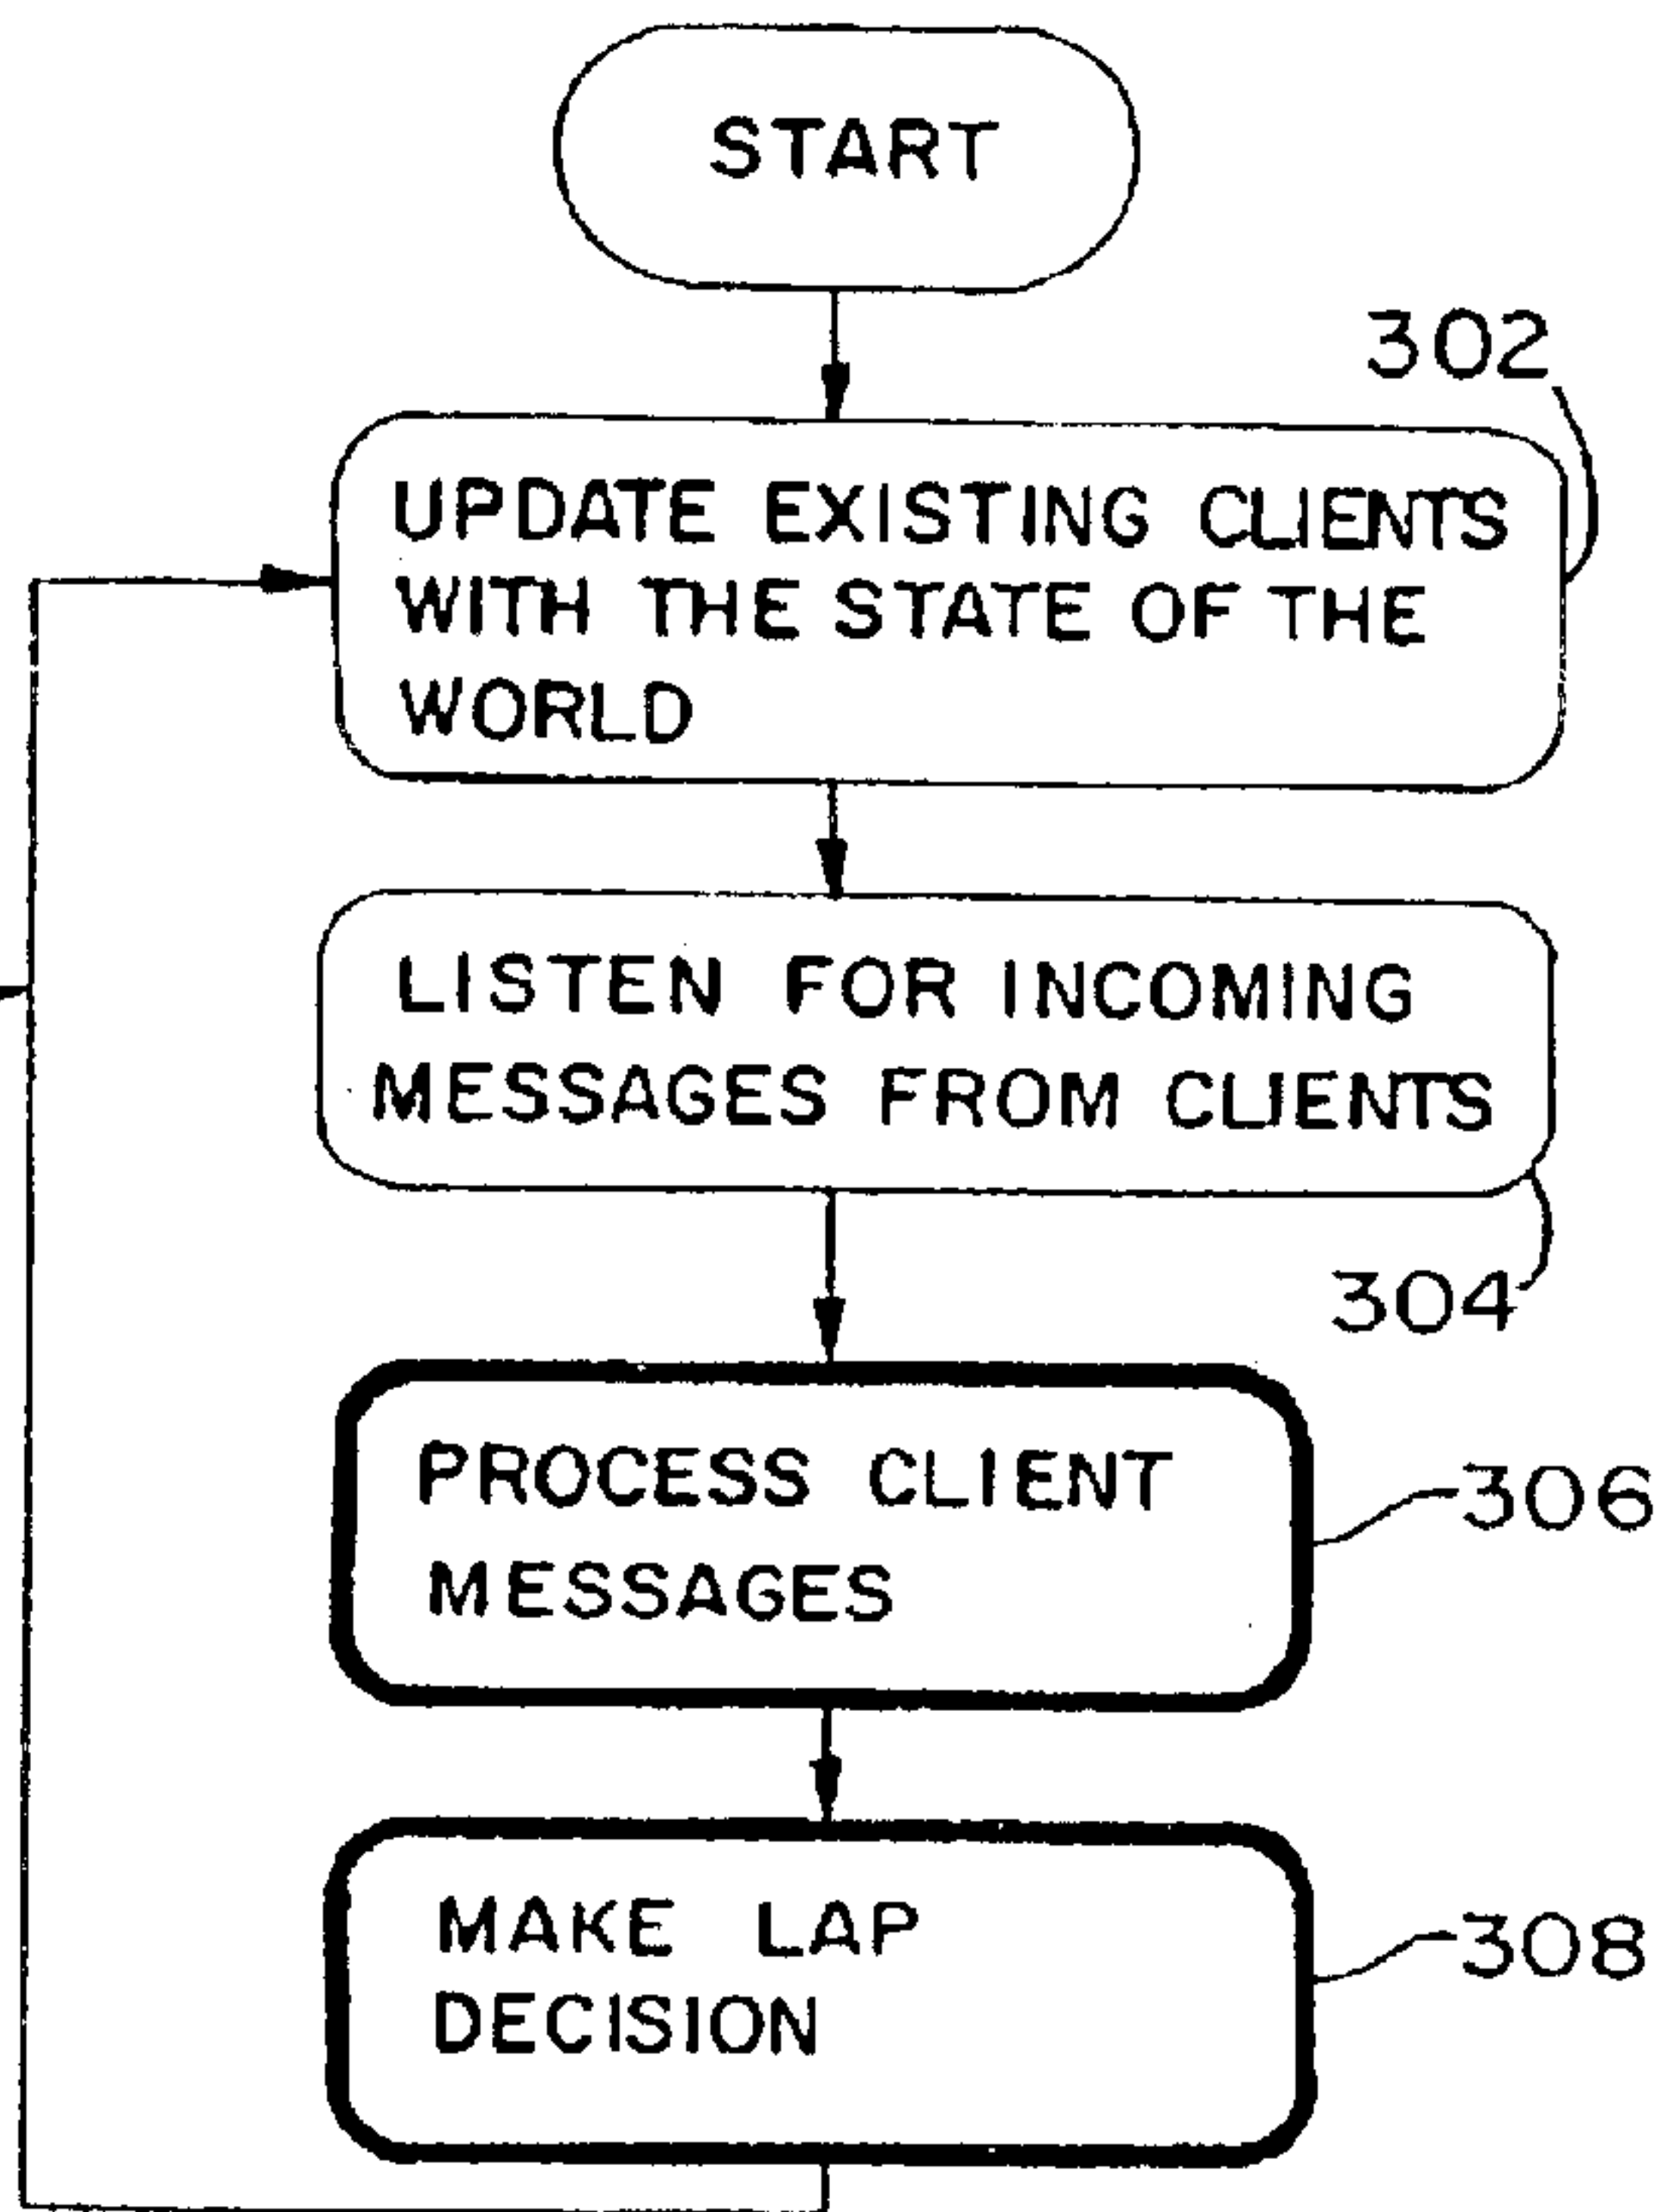 START
302
UPDATE EXISTING CLIENTS
WITH THE STATE OF THE
WORLD
LISTEN FOR INCOMING
MESSAGES FROM CLIENTS
304
PROCESS CLIENT
MESSAGES
306
MAKE LAP
DECISION
308